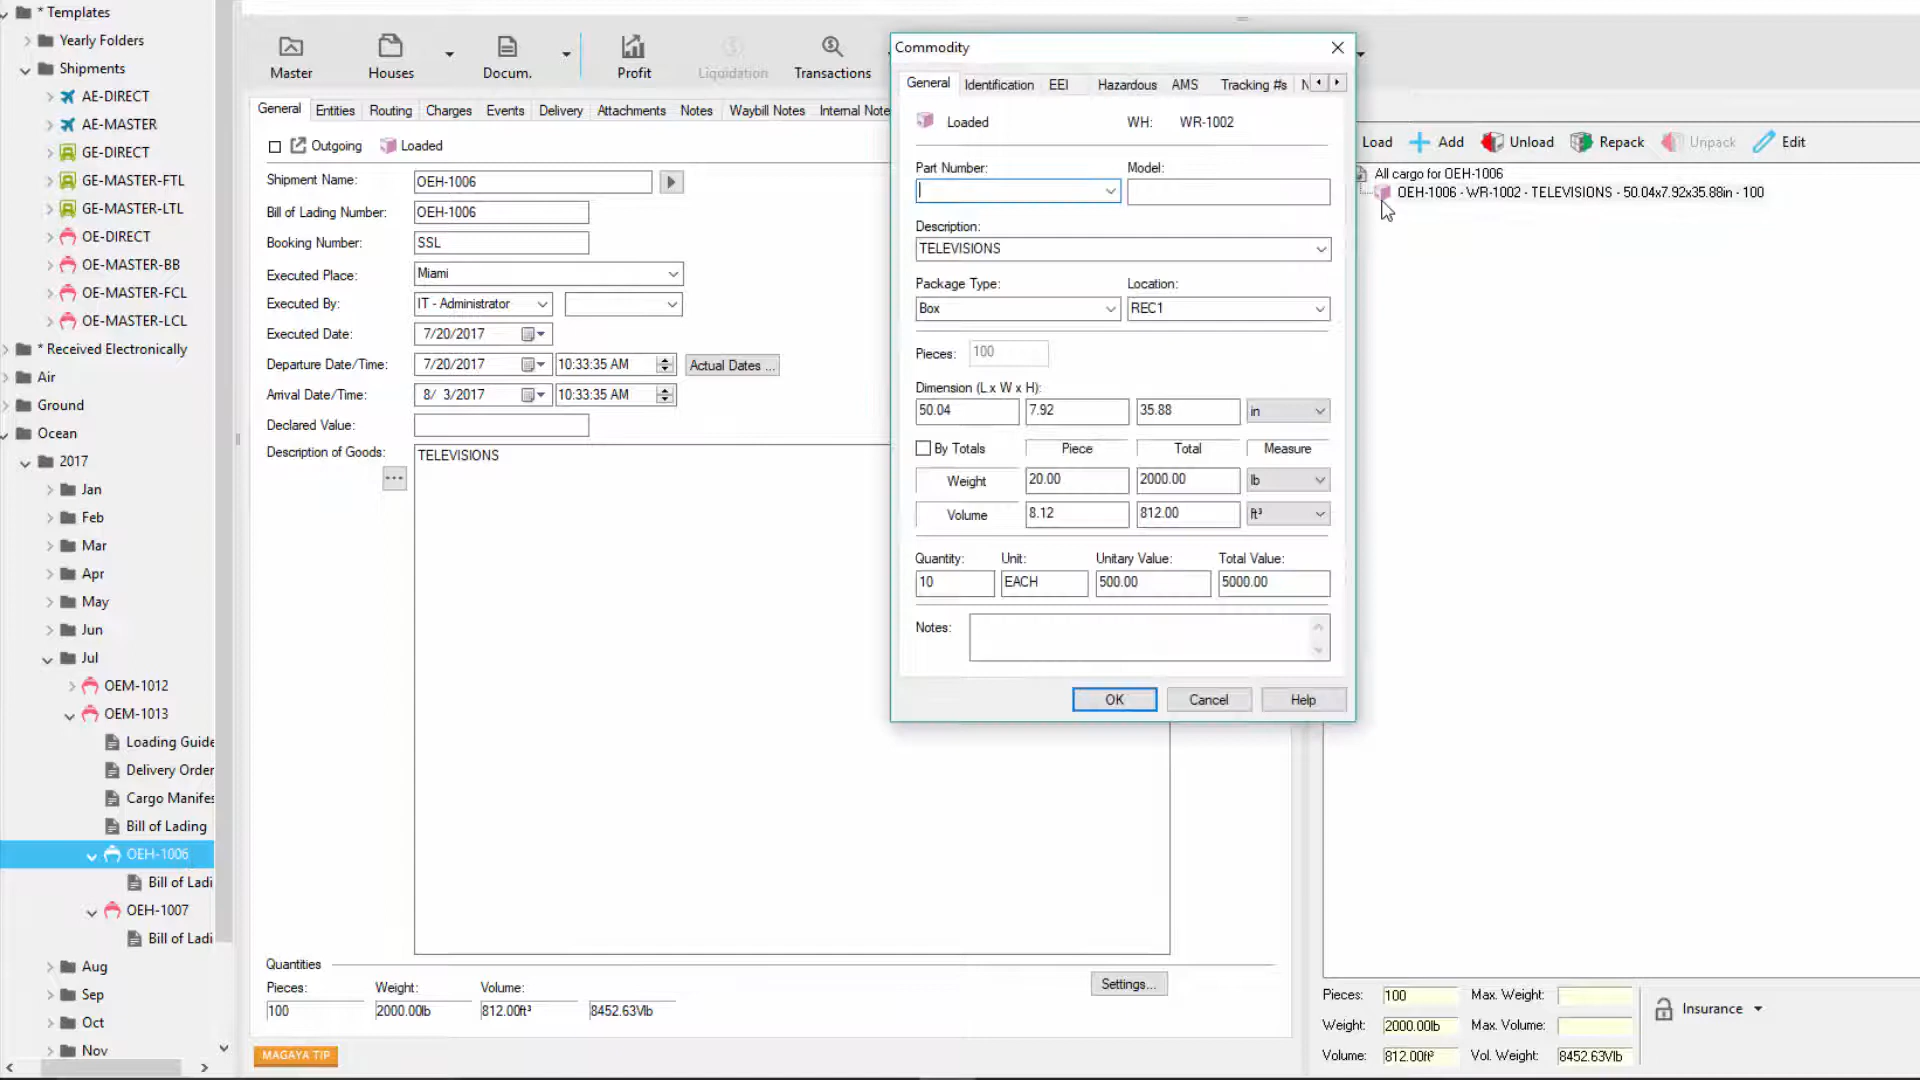 * Templates
Yearly Folders
Shipments
AE-DIRECT
AE-MASTER
GE-DIRECT
GE-MASTER-FTL
GE-MASTER-LTL
OE-DIRECT
OE-MASTER-BB
OE-MASTER-FCL
OE-MASTER-LCL
* Received Electronically
Air
Ground
Ocean
2017
Jan
Feb
Mar
Apr
May
Jun
Jul
OEM-1012
OEM-1013
Loading Guide
Delivery Order
Cargo Manifes
Bill of Lading
OEH-1006
Bill of Ladi
OEH-1007
Bill of Ladi
Aug
Sep
Oct
Nov
Master Houses Docum. Profit Liquidation Transactions
General Entities Routing Charges Events Delivery Attachments Notes Waybill Notes Internal Note
Outgoing Loaded
Shipment Name: OEH-1006
Bill of Lading Number: OEH-1006
Booking Number: SSL
Executed Place: Miami
Executed By: IT - Administrator
Executed Date: 7/20/2017
Departure Date/Time: 7/20/2017 10:33:35 AM Actual Dates ...
Arrival Date/Time: 8/ 3/2017 10:33:35 AM
Declared Value:
Description of Goods: TELEVISIONS
...
Quantities
Pieces: Weight: Volume:
100 2000.00lb 812.00ft³ 8452.63Vlb
Settings...
MAGAYA TIP
Commodity
General Identification EEI Hazardous AMS Tracking #s N
Loaded WH: WR-1002
Part Number: Model:
Description:
TELEVISIONS
Package Type: Location:
Box REC1
Pieces: 100
Dimension (L x W x H):
50.04 7.92 35.88 in
By Totals Piece Total Measure
Weight 20.00 2000.00 lb
Volume 8.12 812.00 ft³
Quantity: Unit: Unitary Value: Total Value:
10 EACH 500.00 5000.00
Notes:
OK Cancel Help
Load Add Unload Repack Unpack Edit
All cargo for OEH-1006
OEH-1006 - WR-1002 - TELEVISIONS - 50.04x7.92x35.88in - 100
Pieces: 100 Max. Weight:
Weight: 2000.00lb Max. Volume:
Volume: 812.00ft³ Vol. Weight: 8452.63Vlb
Insurance